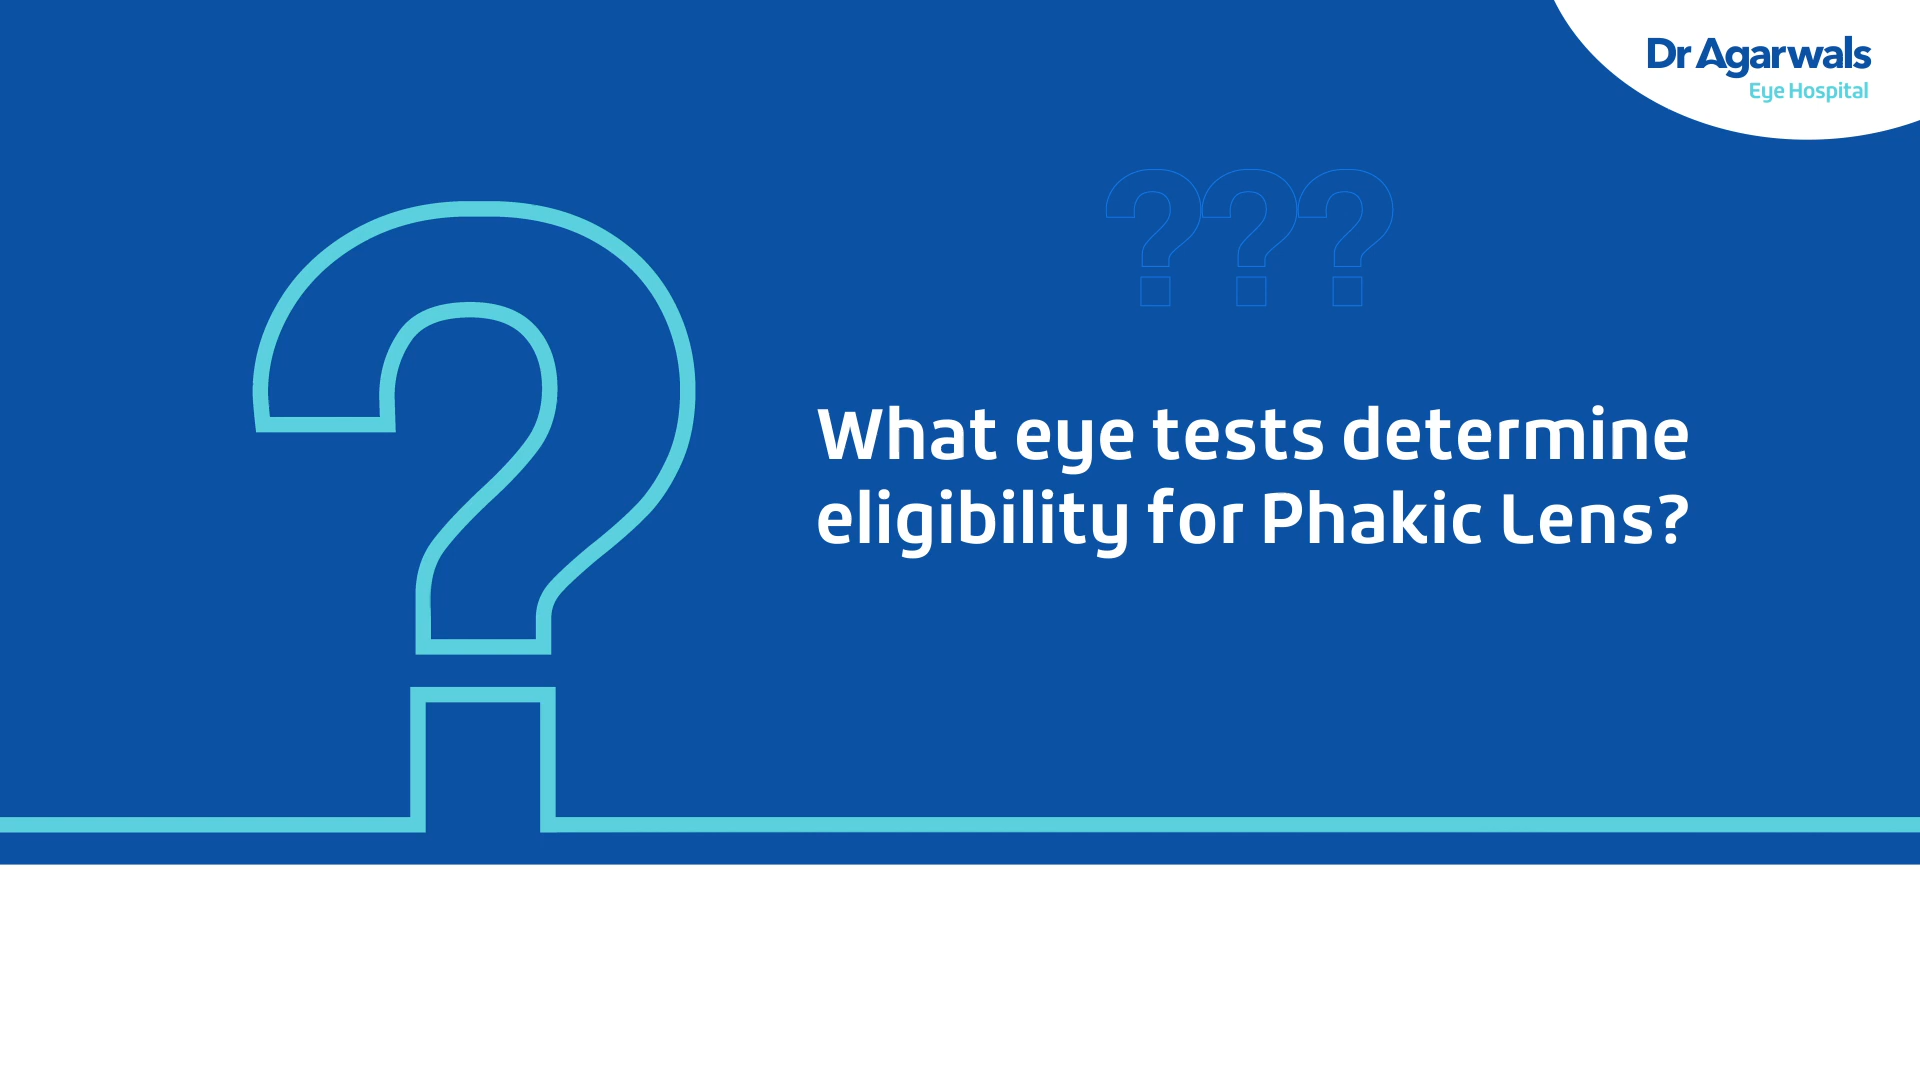 Dr Agarwals
Eye Hospital
???
What eye tests determine
eligibility for Phakic Lens?